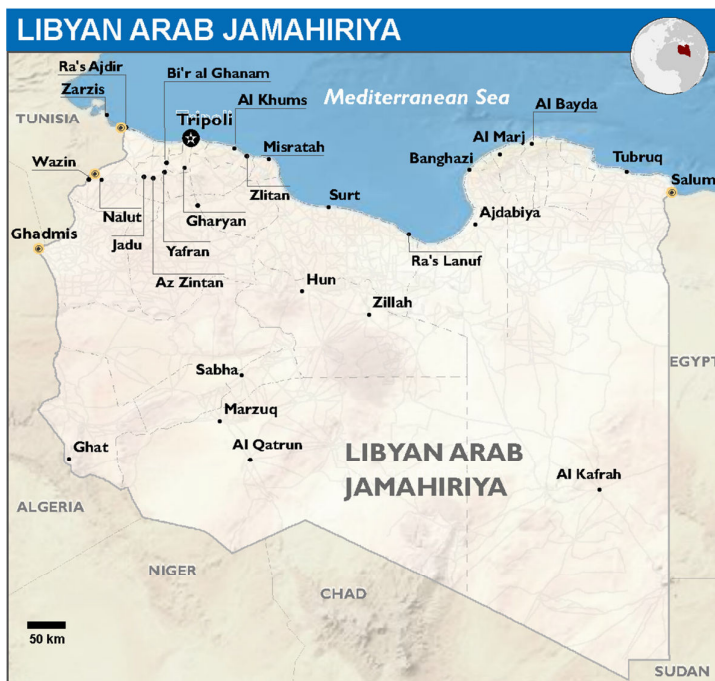 LIBYAN ARAB JAMAHIRIYA
Ra's Ajdir
Bi'r al Ghanam
Zarzis
Al Khums
Mediterranean Sea
Al Bayda
TUNISIA
Tripoli
Al Marj
Misratah
Banghazi
Tubruq
Wazin
Zlitan
Salum
Surt
Nalut
Gharyan
Ajdabiya
Ghadmis
Jadu
Yafran
Ra's Lanuf
Az Zintan
Hun
Zillah
EGYPT
Sabha
Marzuq
Ghat
Al Qatrun
LIBYAN ARAB
JAMAHIRIYA
Al Kafrah
ALGERIA
NIGER
CHAD
50 km
SUDAN